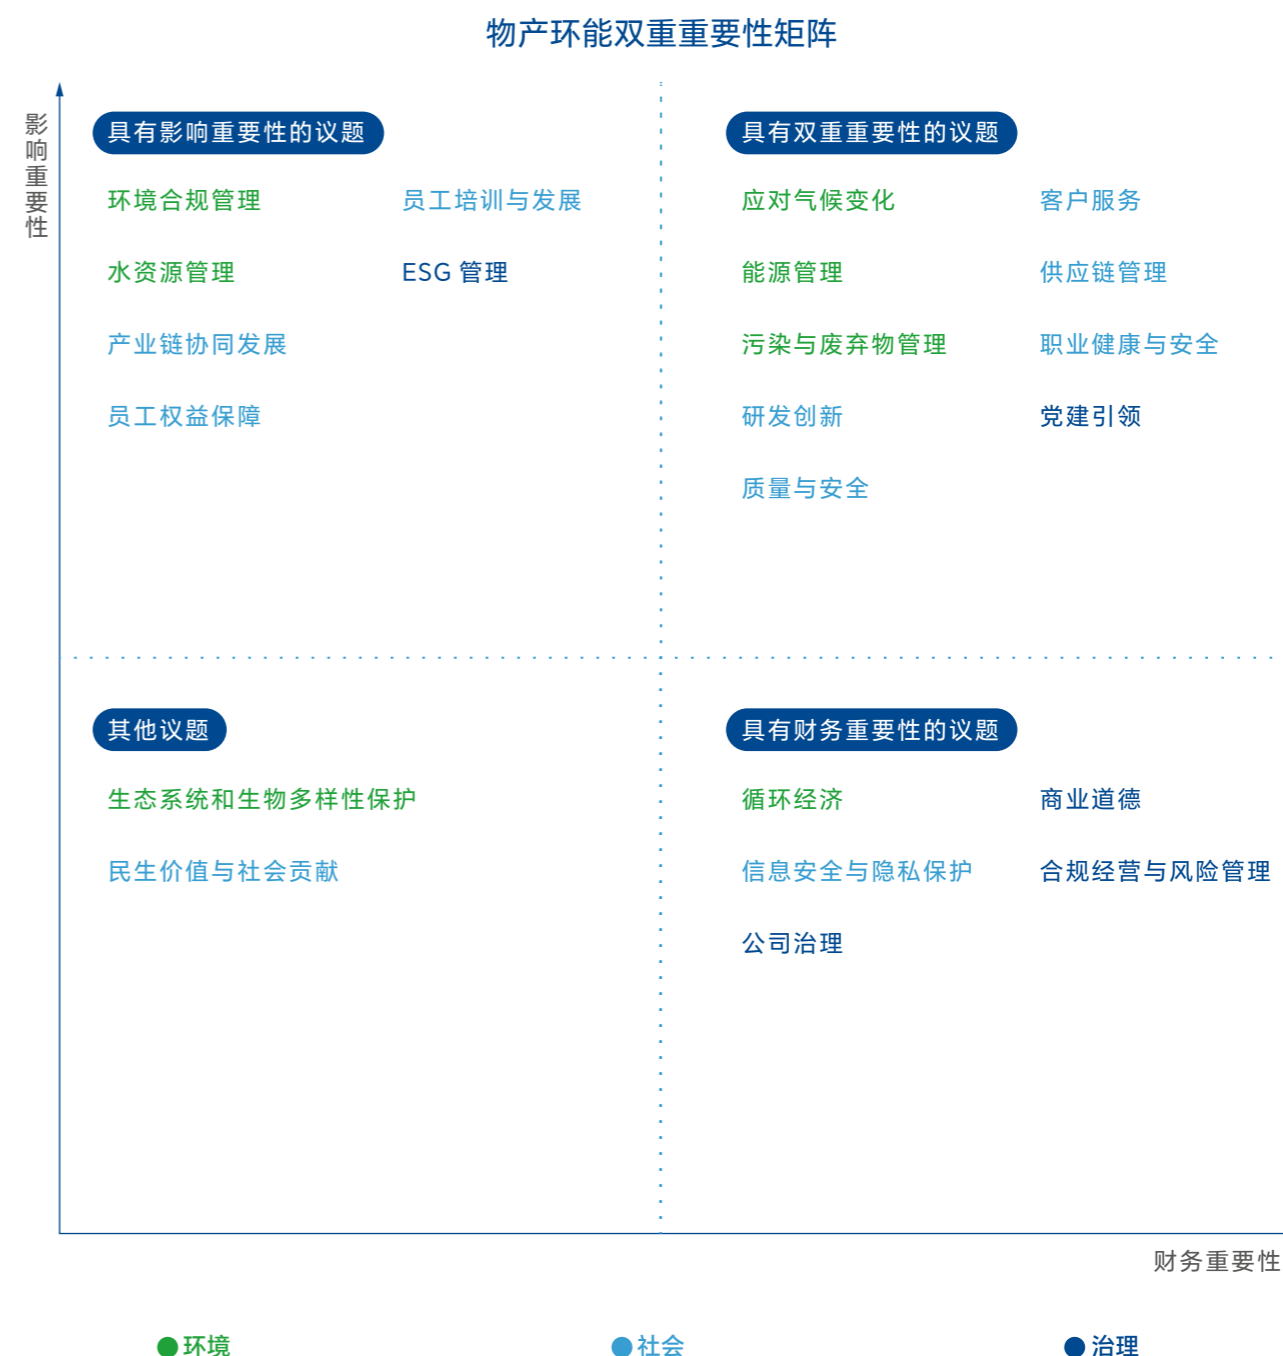 物产环能双重重要性矩阵
影响重要性
具有影响重要性的议题
环境合规管理
员工培训与发展
水资源管理
ESG 管理
产业链协同发展
员工权益保障
具有双重重要性的议题
应对气候变化
客户服务
能源管理
供应链管理
污染与废弃物管理
职业健康与安全
研发创新
党建引领
质量与安全
其他议题
生态系统和生物多样性保护
民生价值与社会贡献
具有财务重要性的议题
循环经济
商业道德
信息安全与隐私保护
合规经营与风险管理
公司治理
财务重要性
环境
社会
治理